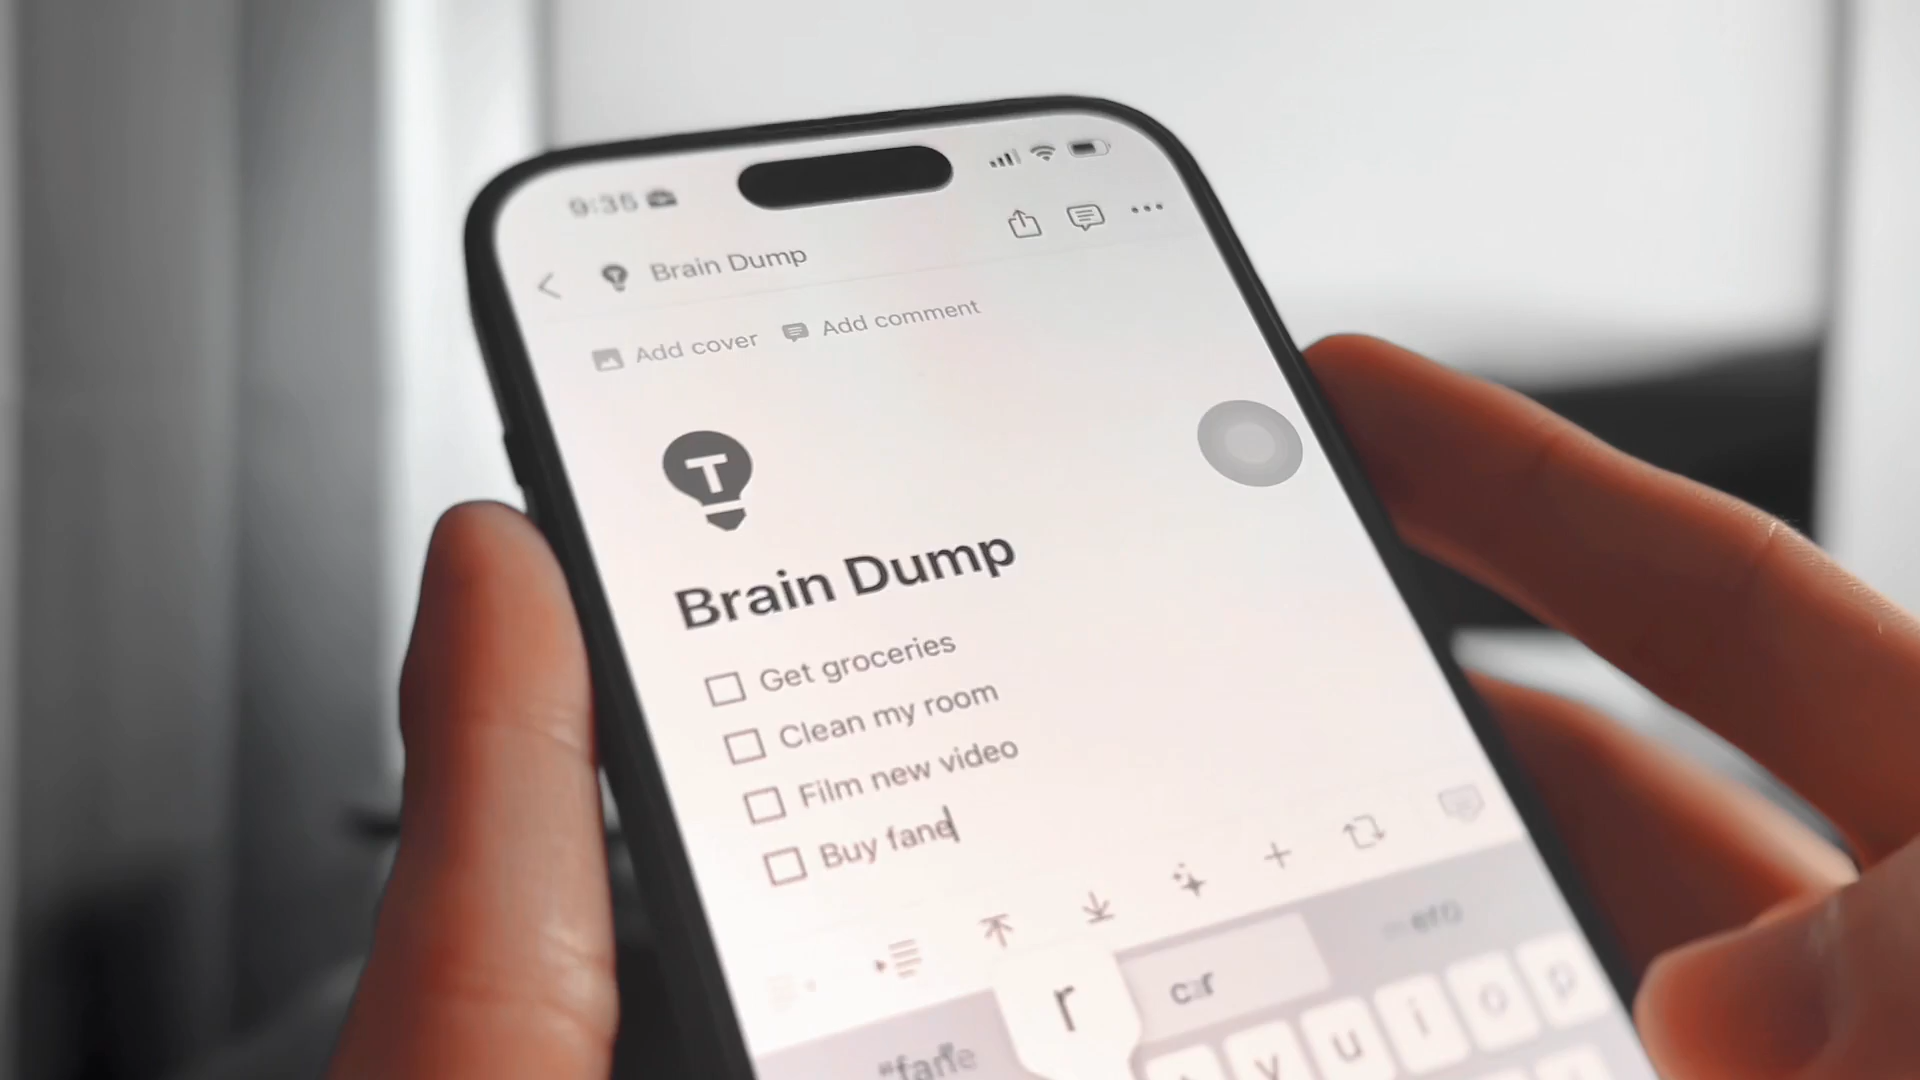 9:35
Brain Dump
Add cover Add comment
T
Brain Dump
Get groceries
Clean my room
Film new video
Buy fane
r
u i o p